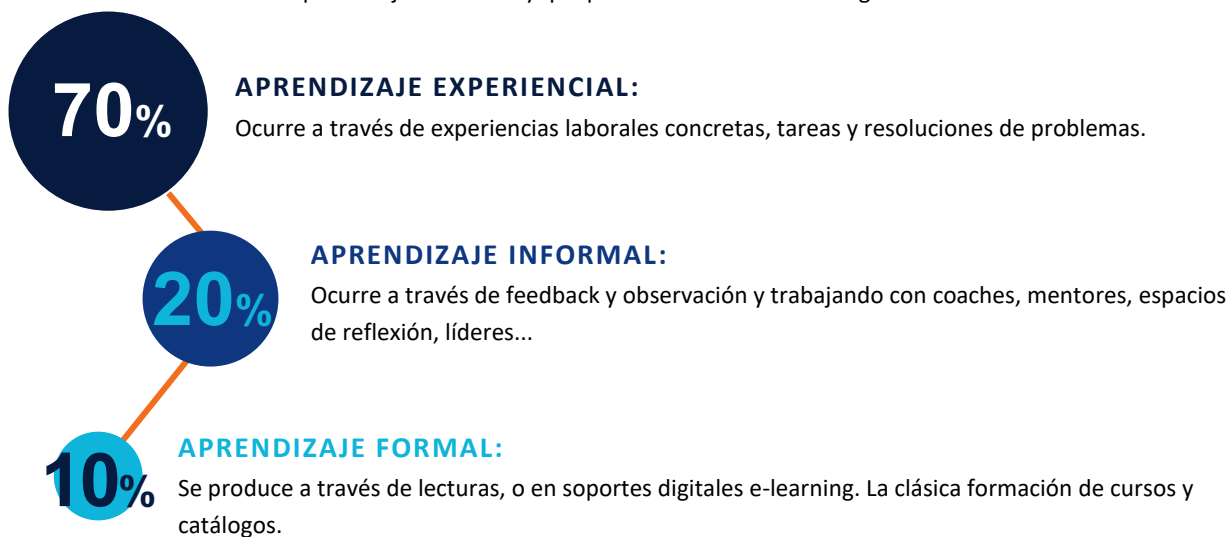 70%
APRENDIZAJE EXPERIENCIAL:
Ocurre a través de experiencias laborales concretas, tareas y resoluciones de problemas.
20%
APRENDIZAJE INFORMAL:
Ocurre a través de feedback y observación y trabajando con coaches, mentores, espacios
de reflexión, líderes...
10%
APRENDIZAJE FORMAL:
Se produce a través de lecturas, o en soportes digitales e-learning. La clásica formación de cursos y
catálogos.